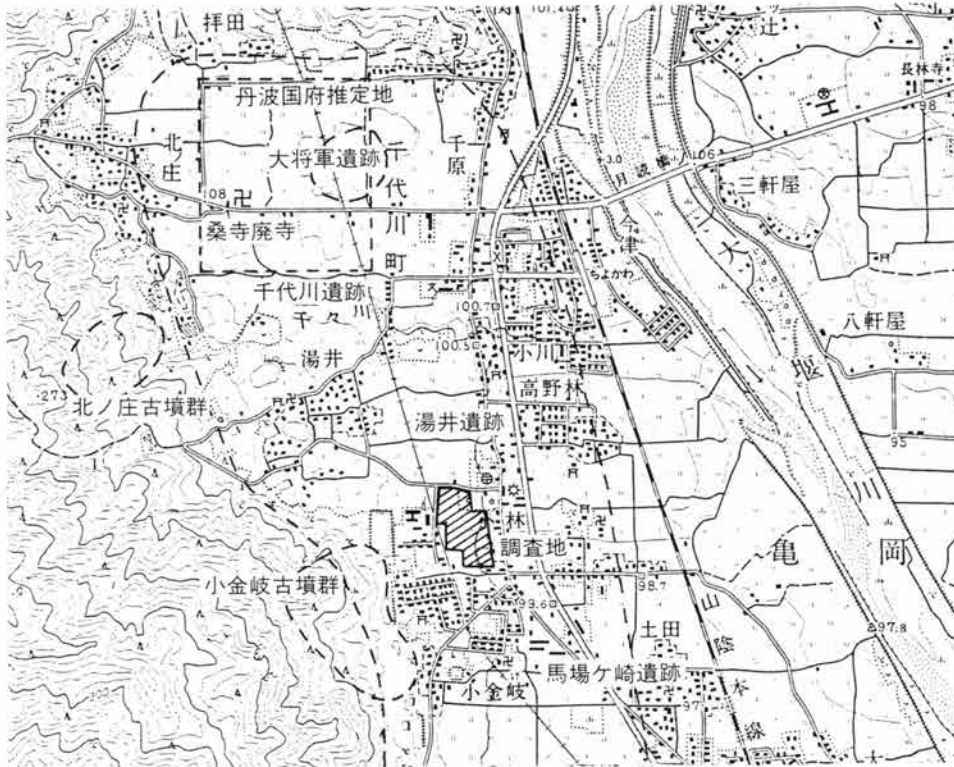 拝田
辻
101.2
長林寺
98
丹波国府推定地
千原
北ノ庄
大将軍遺跡
千代川町
月読橋
三軒屋
桑寺廃寺
今津
大堰川
ちよかわ
千代川遺跡
千々川
100.7
100.5
小川
八軒屋
湯井
高野林
273
北ノ庄古墳群
湯井遺跡
95
林
調査地
亀岡
小金岐古墳群
98.7
99.6
山陰本線
土田
97.8
馬場ケ崎遺跡
小金岐
97